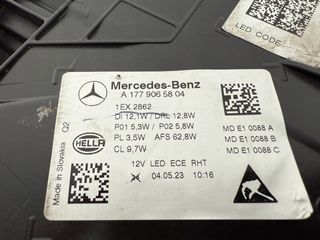 LED CODE
Mercedes-Benz
A 177 906 58 04
1EX.2862
DI 12,1W / DRL 12,8W
P01 5,3W / P02 5,8W
PL 3,5W AFS 62,8W
CL 9,7W
MD E1 0088 A
MD E1 0088 B
MD E1 0088 C
HELLA
Made in Slovakia Q2
12V LED ECE RHT
04.05.23 10:16